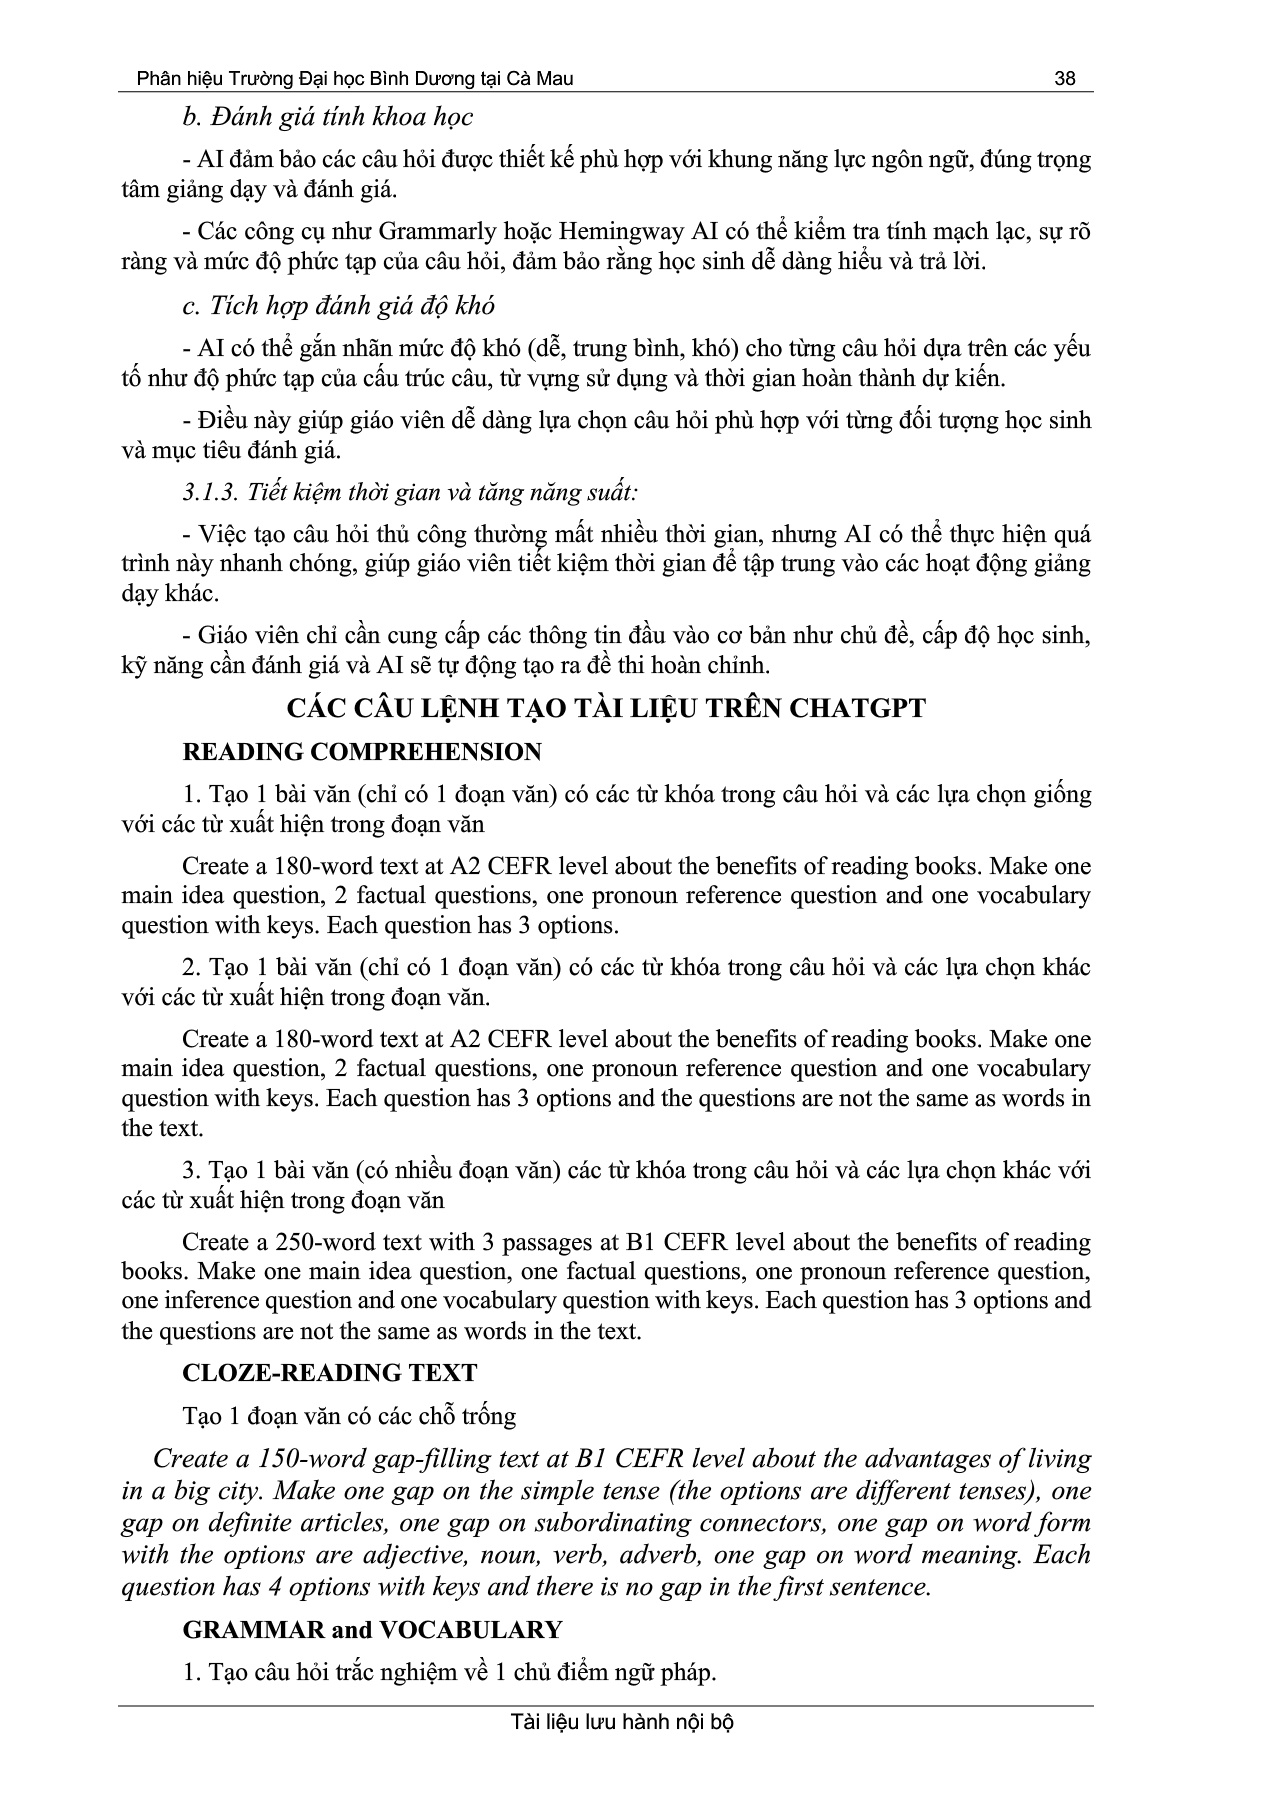 Phân hiệu Trường Đại học Bình Dương tại Cà Mau 38
b. Đánh giá tính khoa học
- AI đảm bảo các câu hỏi được thiết kế phù hợp với khung năng lực ngôn ngữ, đúng trọng
tâm giảng dạy và đánh giá.
- Các công cụ như Grammarly hoặc Hemingway AI có thể kiểm tra tính mạch lạc, sự rõ
ràng và mức độ phức tạp của câu hỏi, đảm bảo rằng học sinh dễ dàng hiểu và trả lời.
c. Tích hợp đánh giá độ khó
- AI có thể gắn nhãn mức độ khó (dễ, trung bình, khó) cho từng câu hỏi dựa trên các yếu
tố như độ phức tạp của cấu trúc câu, từ vựng sử dụng và thời gian hoàn thành dự kiến.
- Điều này giúp giáo viên dễ dàng lựa chọn câu hỏi phù hợp với từng đối tượng học sinh
và mục tiêu đánh giá.
3.1.3. Tiết kiệm thời gian và tăng năng suất:
- Việc tạo câu hỏi thủ công thường mất nhiều thời gian, nhưng AI có thể thực hiện quá
trình này nhanh chóng, giúp giáo viên tiết kiệm thời gian để tập trung vào các hoạt động giảng
dạy khác.
- Giáo viên chỉ cần cung cấp các thông tin đầu vào cơ bản như chủ đề, cấp độ học sinh,
kỹ năng cần đánh giá và AI sẽ tự động tạo ra đề thi hoàn chỉnh.
CÁC CÂU LỆNH TẠO TÀI LIỆU TRÊN CHATGPT
READING COMPREHENSION
1. Tạo 1 bài văn (chỉ có 1 đoạn văn) có các từ khóa trong câu hỏi và các lựa chọn giống
với các từ xuất hiện trong đoạn văn
Create a 180-word text at A2 CEFR level about the benefits of reading books. Make one
main idea question, 2 factual questions, one pronoun reference question and one vocabulary
question with keys. Each question has 3 options.
2. Tạo 1 bài văn (chỉ có 1 đoạn văn) có các từ khóa trong câu hỏi và các lựa chọn khác
với các từ xuất hiện trong đoạn văn.
Create a 180-word text at A2 CEFR level about the benefits of reading books. Make one
main idea question, 2 factual questions, one pronoun reference question and one vocabulary
question with keys. Each question has 3 options and the questions are not the same as words in
the text.
3. Tạo 1 bài văn (có nhiều đoạn văn) các từ khóa trong câu hỏi và các lựa chọn khác với
các từ xuất hiện trong đoạn văn
Create a 250-word text with 3 passages at B1 CEFR level about the benefits of reading
books. Make one main idea question, one factual questions, one pronoun reference question,
one inference question and one vocabulary question with keys. Each question has 3 options and
the questions are not the same as words in the text.
CLOZE-READING TEXT
Tạo 1 đoạn văn có các chỗ trống
Create a 150-word gap-filling text at B1 CEFR level about the advantages of living
in a big city. Make one gap on the simple tense (the options are different tenses), one
gap on definite articles, one gap on subordinating connectors, one gap on word form
with the options are adjective, noun, verb, adverb, one gap on word meaning. Each
question has 4 options with keys and there is no gap in the first sentence.
GRAMMAR and VOCABULARY
1. Tạo câu hỏi trắc nghiệm về 1 chủ điểm ngữ pháp.
Tài liệu lưu hành nội bộ